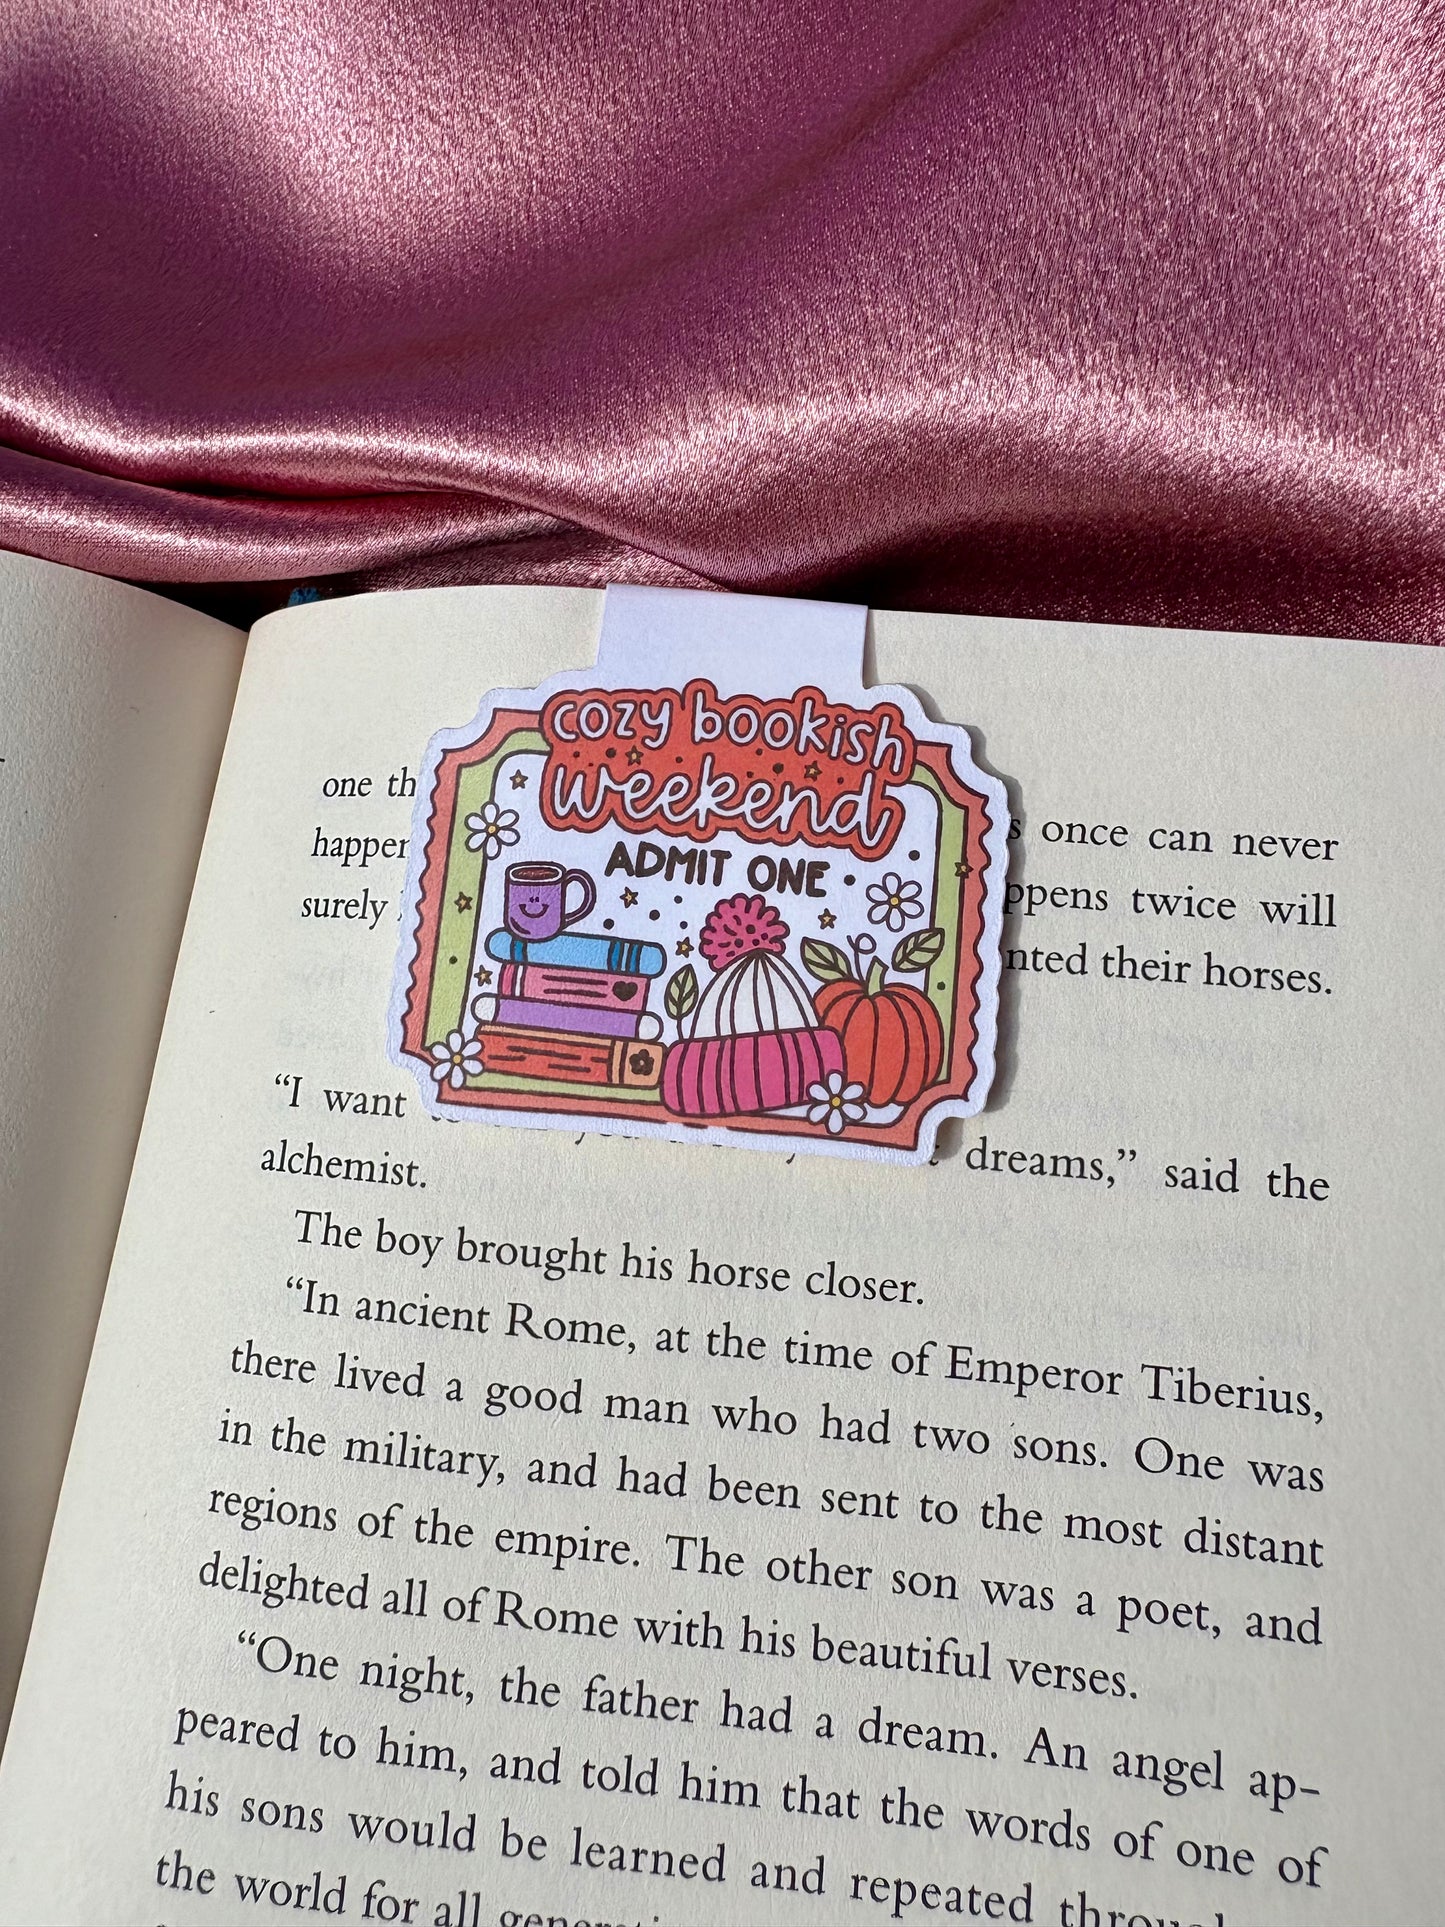 cozy bookish
weekend
ADMIT ONE
one once can never
twice will
surely their horses.
“I want dreams,” said the
alchemist.
The boy brought his horse closer.
“In ancient Rome, at the time of Emperor Tiberius,
there lived a good man who had two sons. One was
in the military, and had been sent to the most distant
regions of the empire. The other son was a poet, and
delighted all of Rome with his beautiful verses.
“One night, the father had a dream. An angel ap-
peared to him, and told him that the words of one of
his sons would be learned and repeated
the world for all